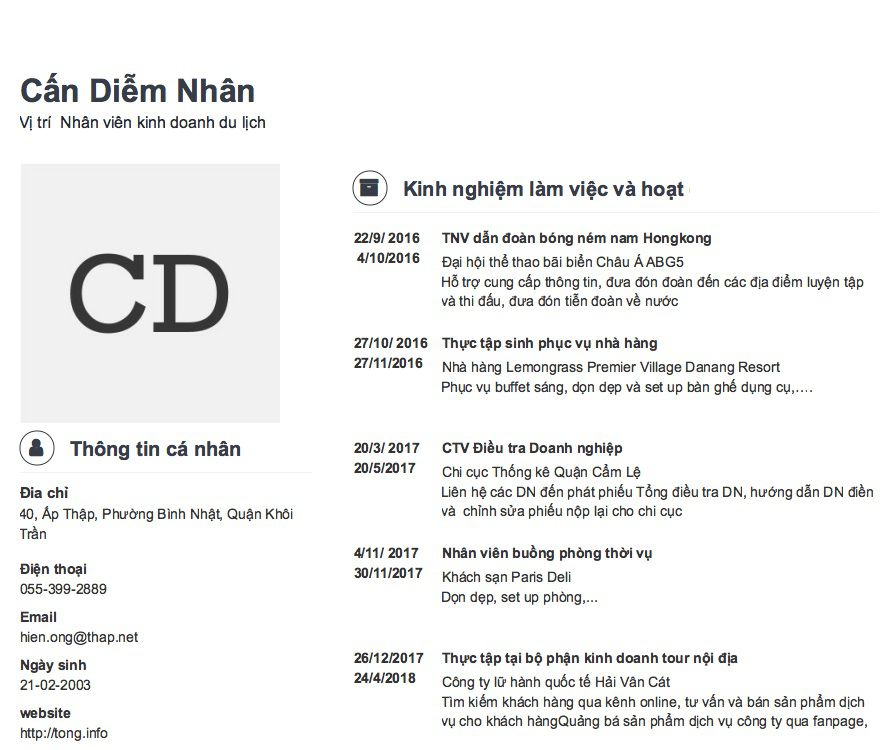 Cấn Diễm Nhân
Vị trí Nhân viên kinh doanh du lịch
CD
Thông tin cá nhân
Địa chỉ
40, Ấp Thập, Phường Bình Nhật, Quận Khôi
Trần
Điện thoại
055-399-2889
Email
hien.ong@thap.net
Ngày sinh
21-02-2003
website
http://tong.info
Kinh nghiệm làm việc và hoạt
22/9/ 2016 TNV dẫn đoàn bóng ném nam Hongkong
4/10/2016 Đại hội thể thao bãi biển Châu Á ABG5
Hỗ trợ cung cấp thông tin, đưa đón đoàn đến các địa điểm luyện tập
và thi đấu, đưa đón tiễn đoàn về nước
27/10/ 2016 Thực tập sinh phục vụ nhà hàng
27/11/2016 Nhà hàng Lemongrass Premier Village Danang Resort
Phục vụ buffet sáng, dọn dẹp và set up bàn ghế dụng cụ,....
20/3/ 2017 CTV Điều tra Doanh nghiệp
20/5/2017 Chi cục Thống kê Quận Cẩm Lệ
Liên hệ các DN đến phát phiếu Tổng điều tra DN, hướng dẫn DN điền
và chỉnh sửa phiếu nộp lại cho chi cục
4/11/ 2017 Nhân viên buồng phòng thời vụ
30/11/2017 Khách sạn Paris Deli
Dọn dẹp, set up phòng,...
26/12/2017 Thực tập tại bộ phận kinh doanh tour nội địa
24/4/2018 Công ty lữ hành quốc tế Hải Vân Cát
Tìm kiếm khách hàng qua kênh online, tư vấn và bán sản phẩm dịch
vụ cho khách hàngQuảng bá sản phẩm dịch vụ công ty qua fanpage,